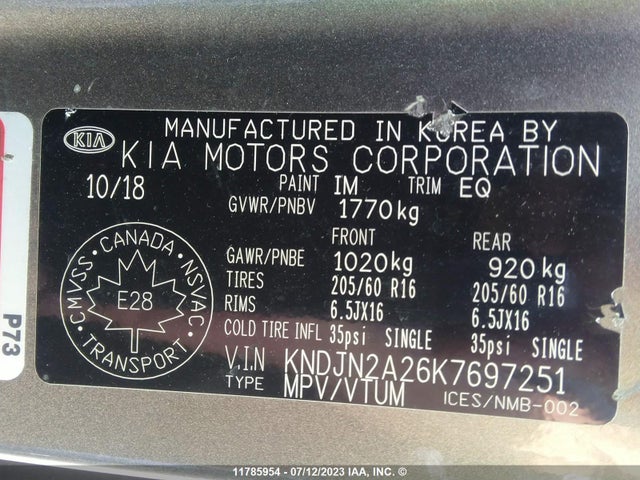 KIA
MANUFACTURED IN KOREA BY
KIA MOTORS CORPORATION
10/18 PAINT IM TRIM EQ
GVWR/PNBV 1770kg
FRONT REAR
GAWR/PNBE 1020kg 920kg
TIRES 205/60 R16 205/60 R16
RIMS 6.5JX16 6.5JX16
COLD TIRE INFL 35psi SINGLE 35psi SINGLE
V.I.N KNDJN2A26K7697251
TYPE MPV/VTUM ICES/NMB-002
CMVSS · CANADA · NSVAC
E28
TRANSPORT
P73
11785954 - 07/12/2023 IAA, INC. ©